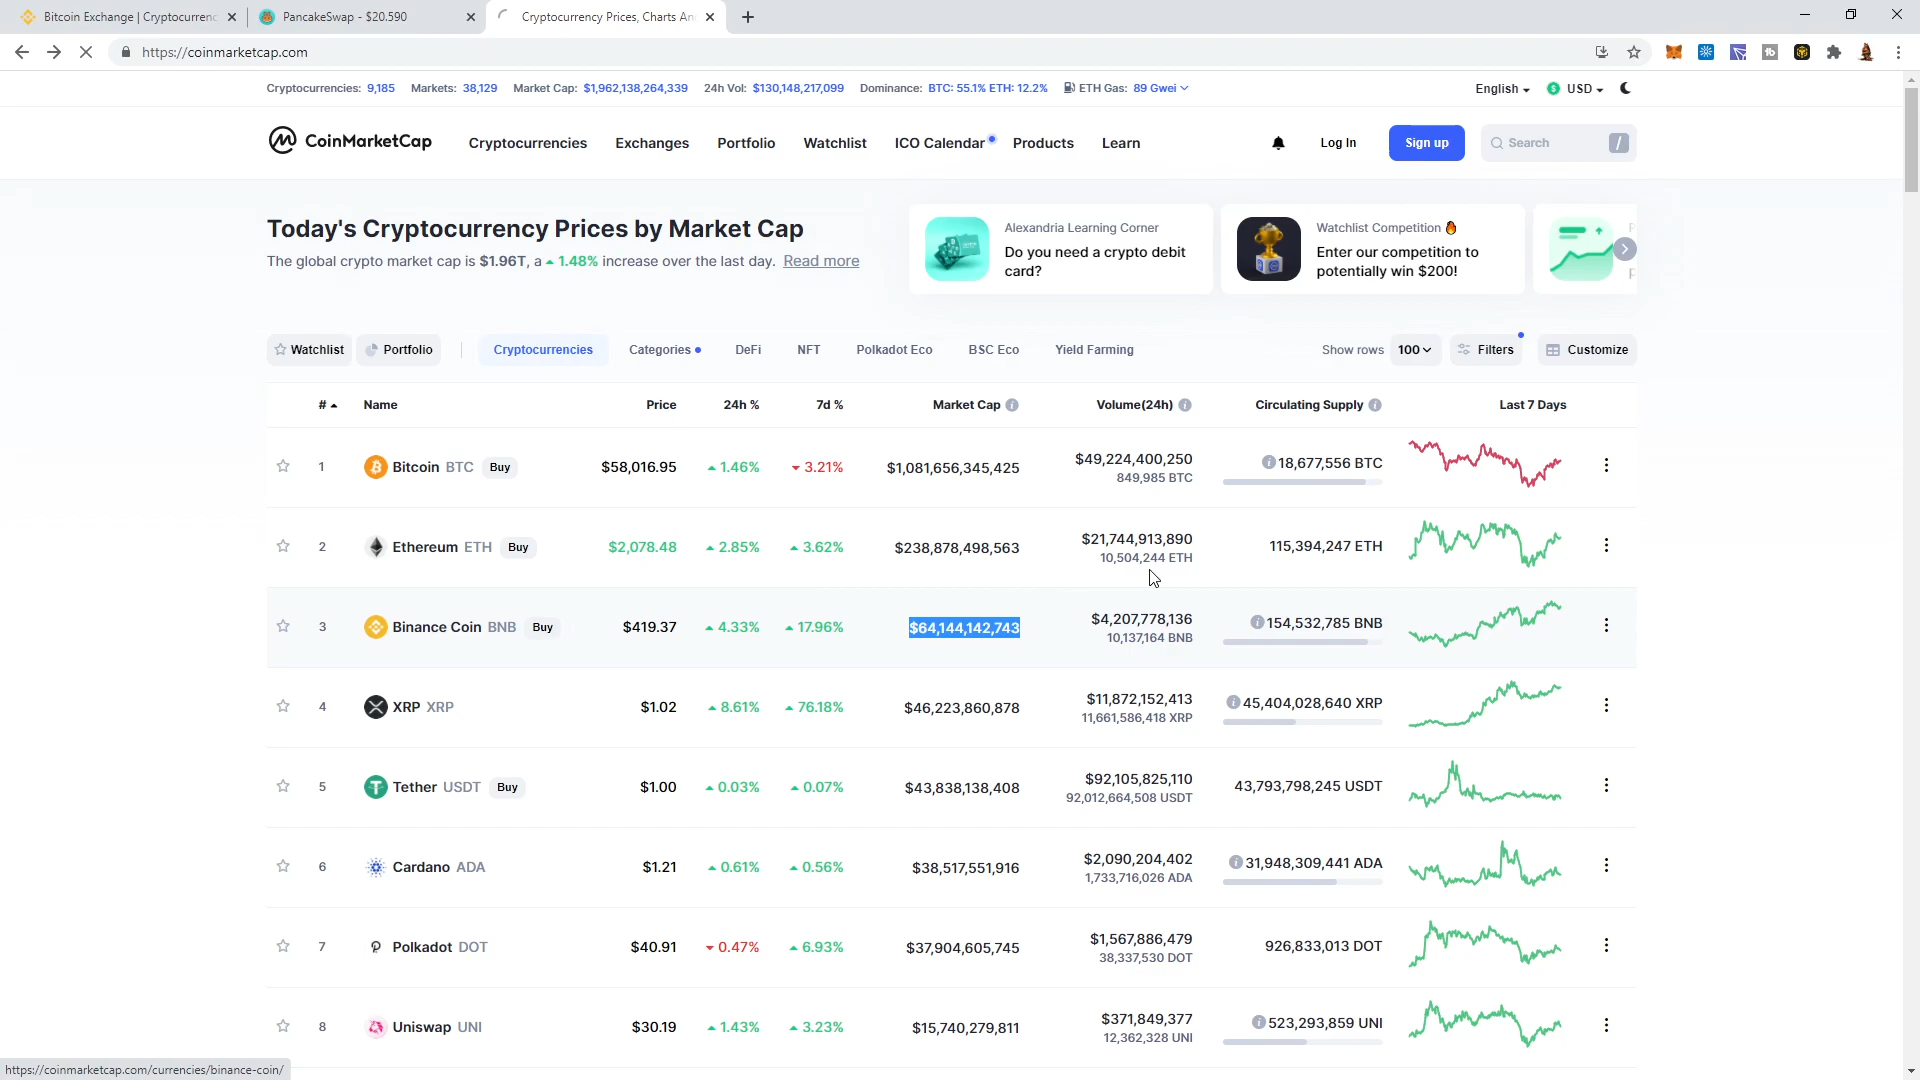 Bitcoin Exchange | Cryptocurrenc
PancakeSwap - $20.590
Cryptocurrency Prices, Charts An
https://coinmarketcap.com
Cryptocurrencies: 9,185 Markets: 38,129 Market Cap: $1,962,138,264,339 24h Vol: $130,148,217,099 Dominance: BTC: 55.1% ETH: 12.2% ETH Gas: 89 Gwei
English USD
CoinMarketCap Cryptocurrencies Exchanges Portfolio Watchlist ICO Calendar Products Learn Log In Sign up Search /
Today's Cryptocurrency Prices by Market Cap
The global crypto market cap is $1.96T, a 1.48% increase over the last day. Read more
Alexandria Learning Corner
Do you need a crypto debit
card?
Watchlist Competition
Enter our competition to
potentially win $200!
Watchlist Portfolio Cryptocurrencies Categories DeFi NFT Polkadot Eco BSC Eco Yield Farming Show rows 100 Filters Customize
# Name Price 24h % 7d % Market Cap Volume(24h) Circulating Supply Last 7 Days
1 Bitcoin BTC Buy $58,016.95 1.46% 3.21% $1,081,656,345,425 $49,224,400,250 18,677,556 BTC
849,985 BTC
2 Ethereum ETH Buy $2,078.48 2.85% 3.62% $238,878,498,563 $21,744,913,890 115,394,247 ETH
10,504,244 ETH
3 Binance Coin BNB Buy $419.37 4.33% 17.96% $64,144,142,743 $4,207,778,136 154,532,785 BNB
10,137,164 BNB
4 XRP XRP $1.02 8.61% 76.18% $46,223,860,878 $11,872,152,413 45,404,028,640 XRP
11,661,586,418 XRP
5 Tether USDT Buy $1.00 0.03% 0.07% $43,838,138,408 $92,105,825,110 43,793,798,245 USDT
92,012,664,508 USDT
6 Cardano ADA $1.21 0.61% 0.56% $38,517,551,916 $2,090,204,402 31,948,309,441 ADA
1,733,716,026 ADA
7 Polkadot DOT $40.91 0.47% 6.93% $37,904,605,745 $1,567,886,479 926,833,013 DOT
38,337,530 DOT
8 Uniswap UNI $30.19 1.43% 3.23% $15,740,279,811 $371,849,377 523,293,859 UNI
12,362,328 UNI
https://coinmarketcap.com/currencies/binance-coin/